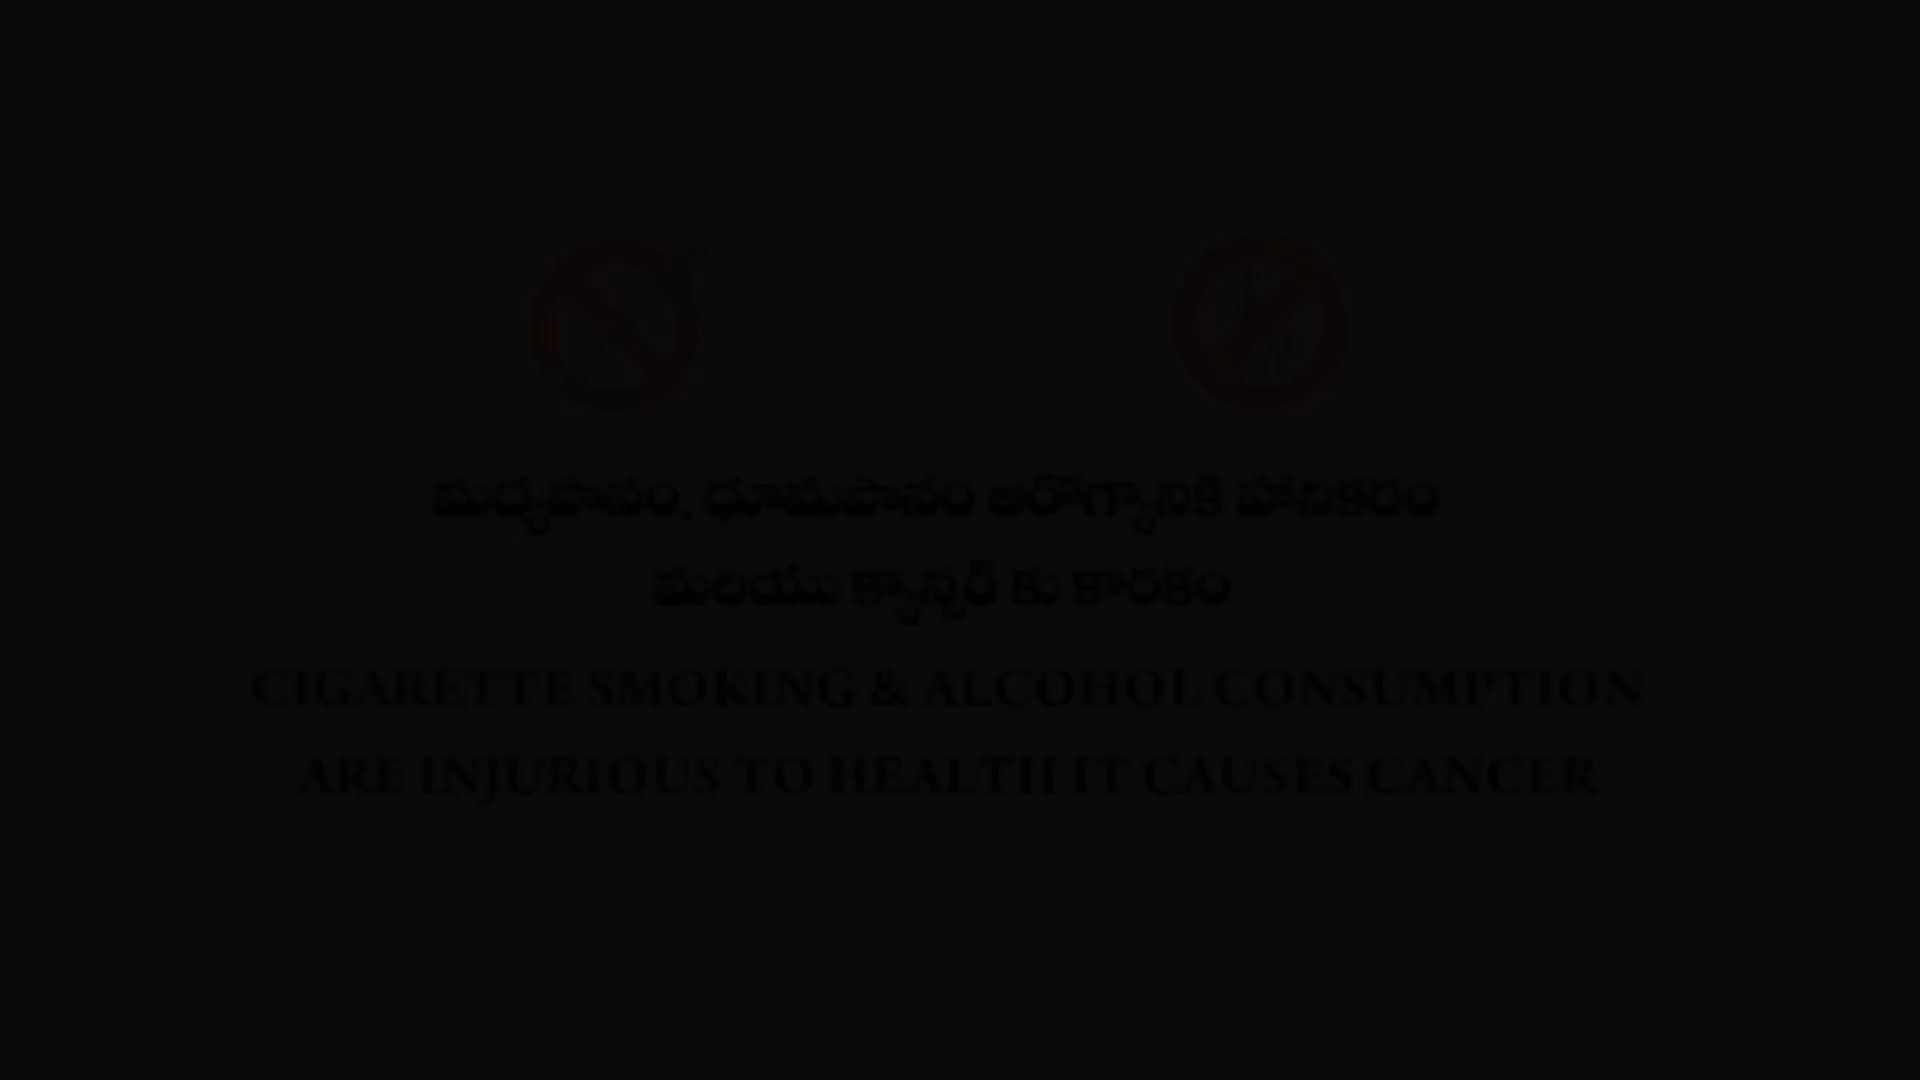 మద్యపానం, ధూమపానం ఆరోగ్యానికి హానికరం
మరియు క్యాన్సర్ కు కారకం
CIGARETTE SMOKING & ALCOHOL CONSUMPTION
ARE INJURIOUS TO HEALTH IT CAUSES CANCER